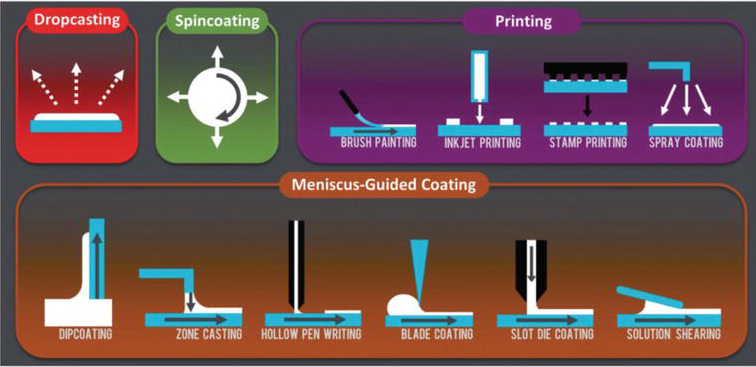 Dropcasting
Spincoating
Printing
BRUSH PAINTING
INKJET PRINTING
STAMP PRINTING
SPRAY COATING
Meniscus-Guided Coating
DIPCOATING
ZONE CASTING
HOLLOW PEN WRITING
BLADE COATING
SLOT DIE COATING
SOLUTION SHEARING